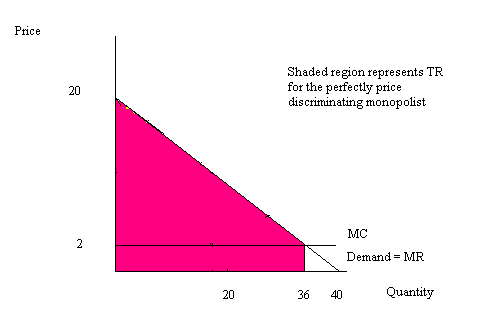 Price
Shaded region represents TR
for the perfectly price
discriminating monopolist
20
MC
2
Demand = MR
20
36
40
Quantity